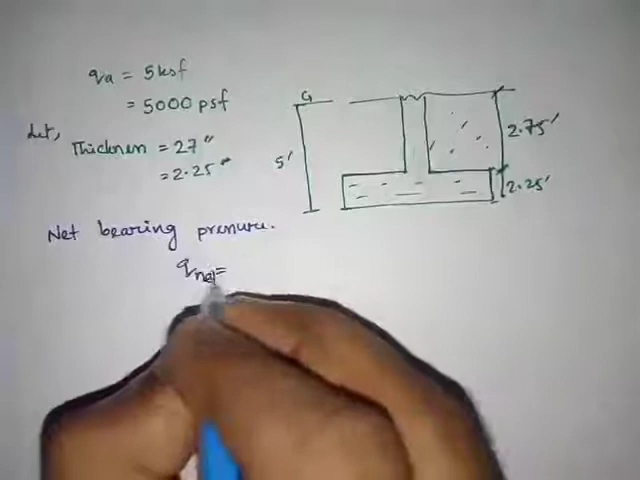 qa = 5ksf
= 5000 psf
Let,
Thickness = 27"
= 2.25"
G
5'
2.75'
2.25'
Net bearing pressure.
qnet=